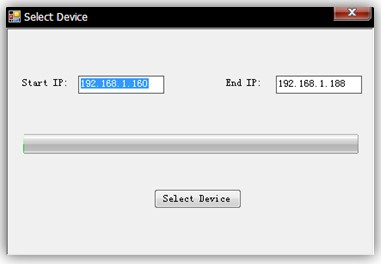 Select Device
Start IP: 192.168.1.160 End IP: 192.168.1.188
Select Device